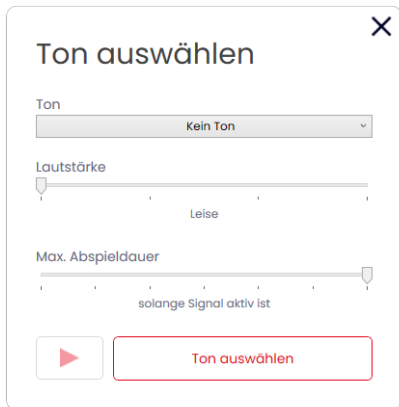 Ton auswählen
Ton
Kein Ton
Lautstärke
Leise
Max. Abspieldauer
solange Signal aktiv ist
Ton auswählen